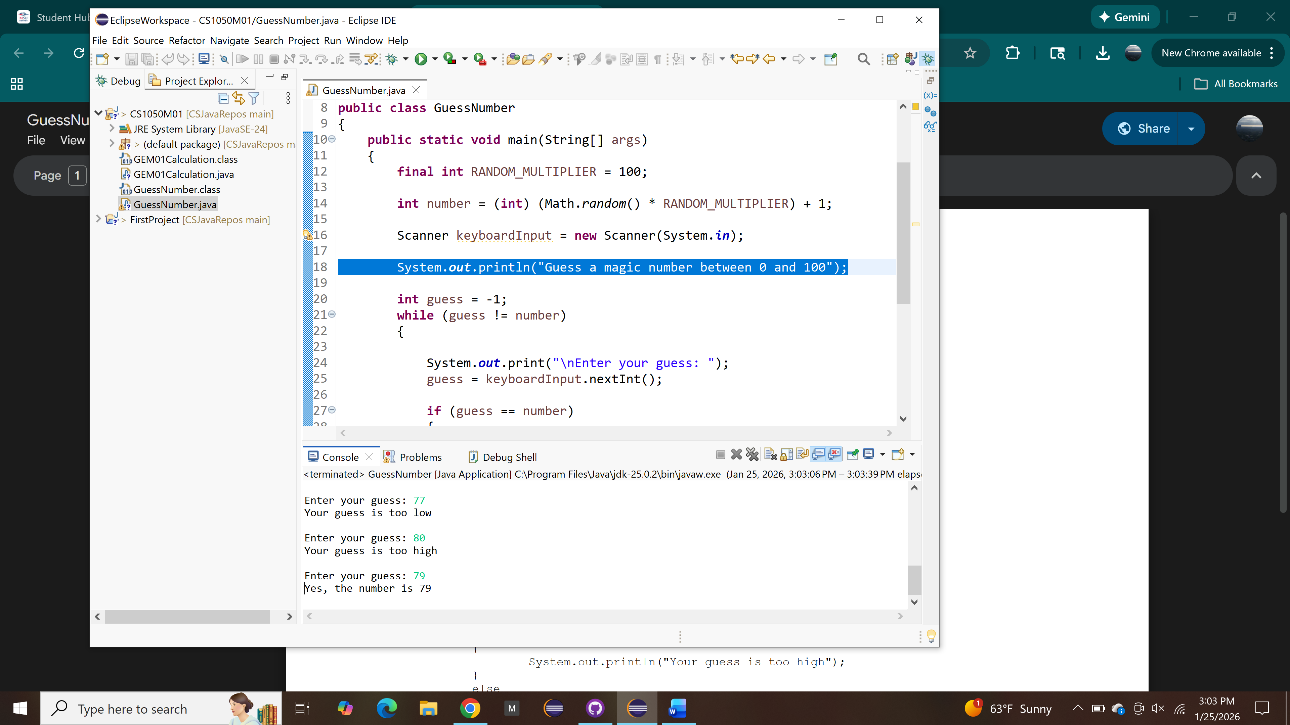 Student Hu
EclipseWorkspace - CS1050M01/GuessNumber.java - Eclipse IDE
Gemini
File Edit Source Refactor Navigate Search Project Run Window Help
New Chrome available
All Bookmarks
Debug
Project Explor...
GuessNumber.java
GuessNu
File View
Share
Page 1
CS1050M01 [CSJavaRepos main]
JRE System Library [JavaSE-24]
(default package) [CSJavaRepos m
GEM01Calculation.class
GEM01Calculation.java
GuessNumber.class
GuessNumber.java
FirstProject [CSJavaRepos main]
8 public class GuessNumber
9 {
10 public static void main(String[] args)
11 {
12 final int RANDOM_MULTIPLIER = 100;
13
14 int number = (int) (Math.random() * RANDOM_MULTIPLIER) + 1;
15
16 Scanner keyboardInput = new Scanner(System.in);
17
18 System.out.println("Guess a magic number between 0 and 100");
19
20 int guess = -1;
21 while (guess != number)
22 {
23
24 System.out.print("\nEnter your guess: ");
25 guess = keyboardInput.nextInt();
26
27 if (guess == number)
28 {
Console
Problems
Debug Shell
<terminated> GuessNumber [Java Application] C:\Program Files\Java\jdk-25.0.2\bin\javaw.exe (Jan 25, 2026, 3:03:06 PM – 3:03:39 PM elaps
Enter your guess: 77
Your guess is too low
Enter your guess: 80
Your guess is too high
Enter your guess: 79
Yes, the number is 79
System.out.println("Your guess is too high");
else
Type here to search
63°F Sunny
3:03 PM
1/25/2026